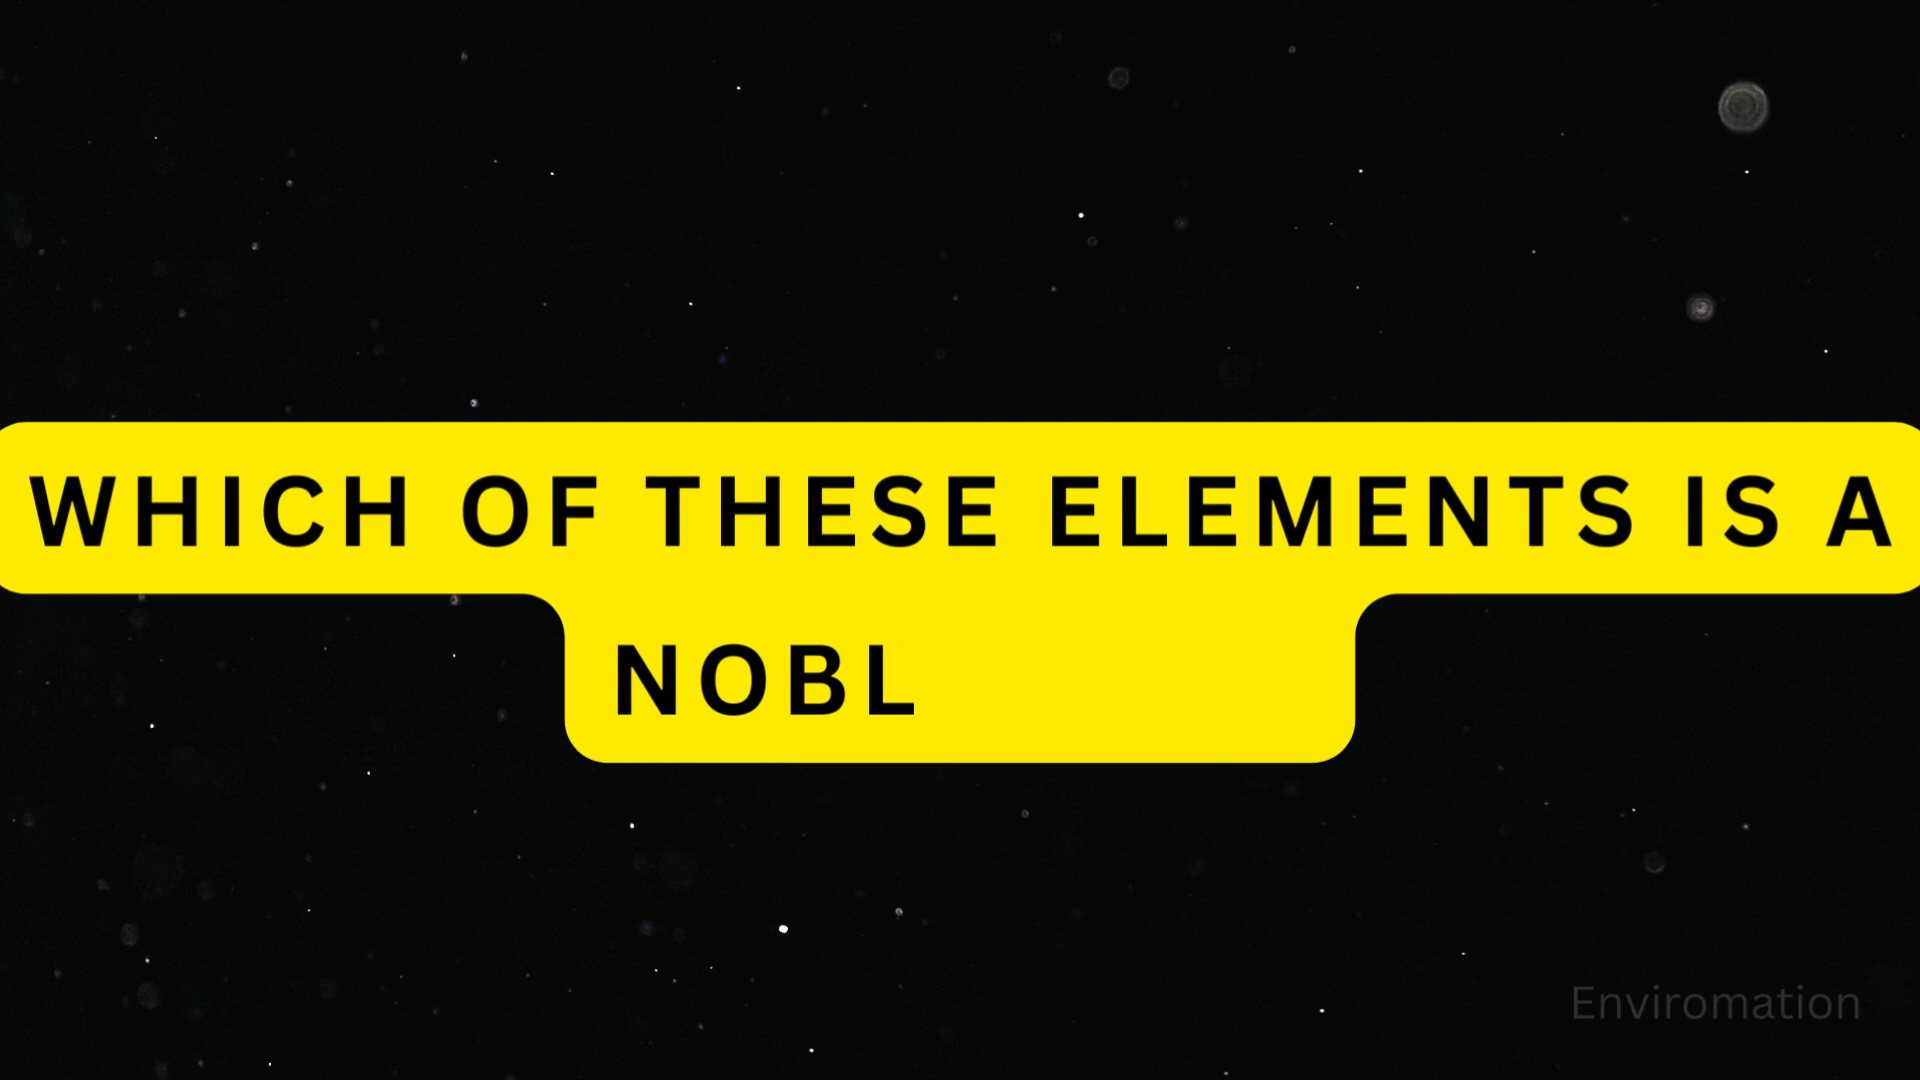 WHICH OF THESE ELEMENTS IS A
NOBL
Enviromation